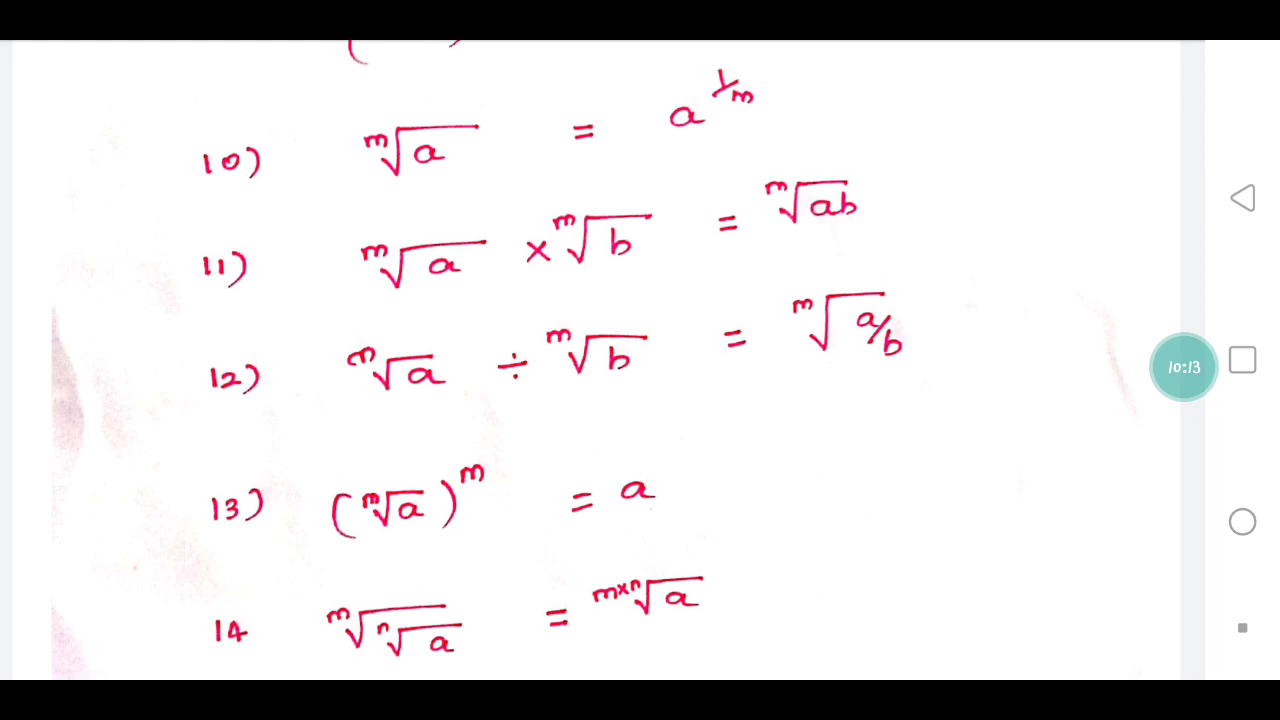 10) ᵐ√a = a^(1/m)
11) ᵐ√a × ᵐ√b = ᵐ√ab
12) ᵐ√a ÷ ᵐ√b = ᵐ√a/b
10:13
13) (ᵐ√a)ᵐ = a
14 ᵐ√ⁿ√a = ᵐˣⁿ√a